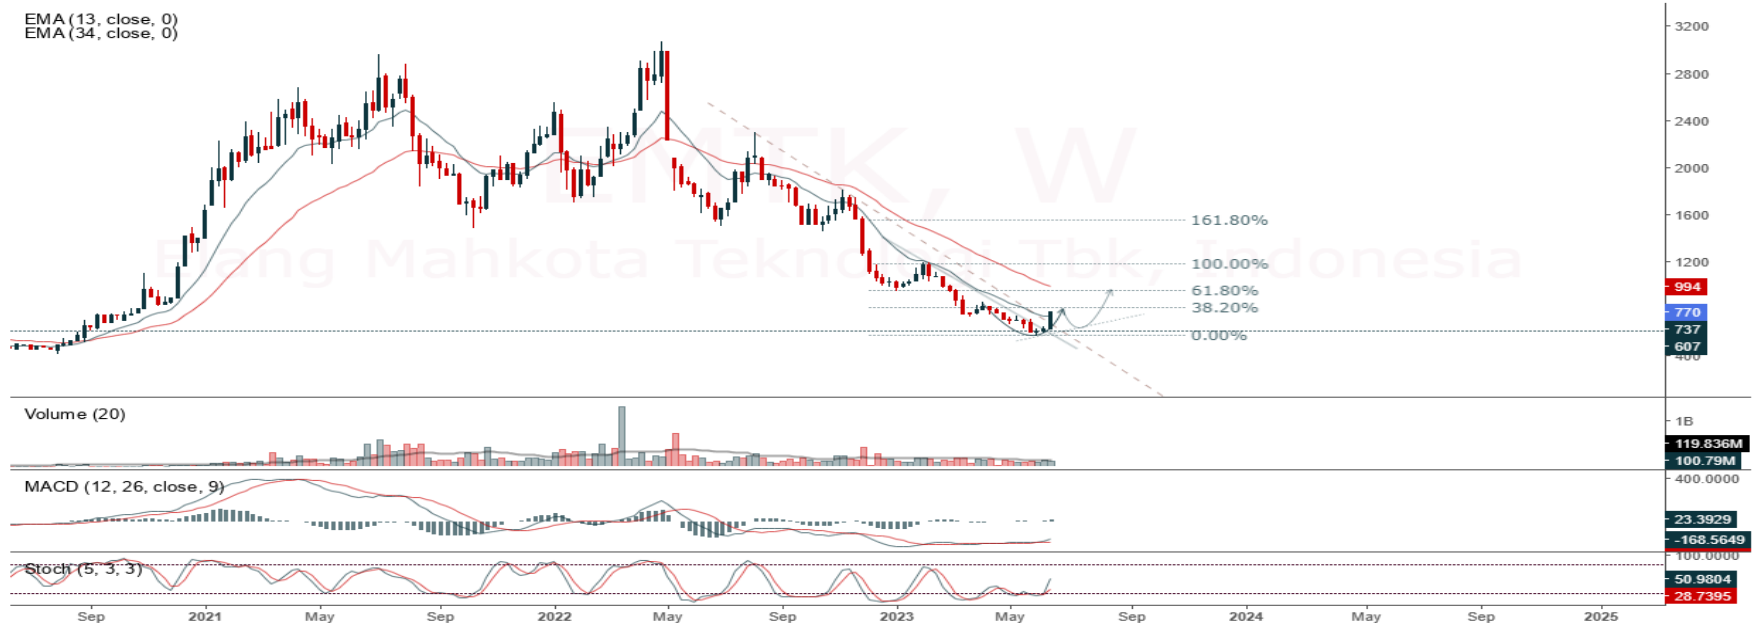 EMA (13, close, 0)
EMA (34, close, 0)
EMTK, W
Elang Mahkota Teknologi Tbk, Indonesia
3200
2800
2400
2000
1600
1200
994
770
737
607
400
161.80%
100.00%
61.80%
38.20%
0.00%
Volume (20)
1B
119.836M
100.79M
MACD (12, 26, close, 9)
400.0000
23.3929
-168.5649
Stoch (5, 3, 3)
100.0000
50.9804
28.7395
Sep 2021 May Sep 2022 May Sep 2023 May Sep 2024 May Sep 2025